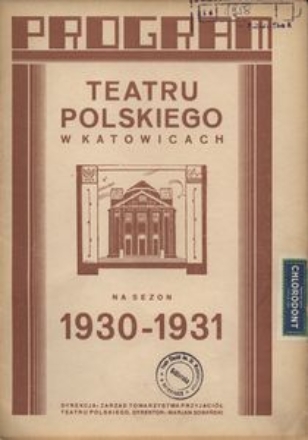 PROGRAM
TEATRU
POLSKIEGO
W KATOWICACH
NA SEZON
1930-1931
CHLORODONT
DYREKCJA: ZARZĄD TOWARZYSTWA PRZYJACIÓŁ
TEATRU POLSKIEGO. DYREKTOR: MARJAN SOBAŃSKI